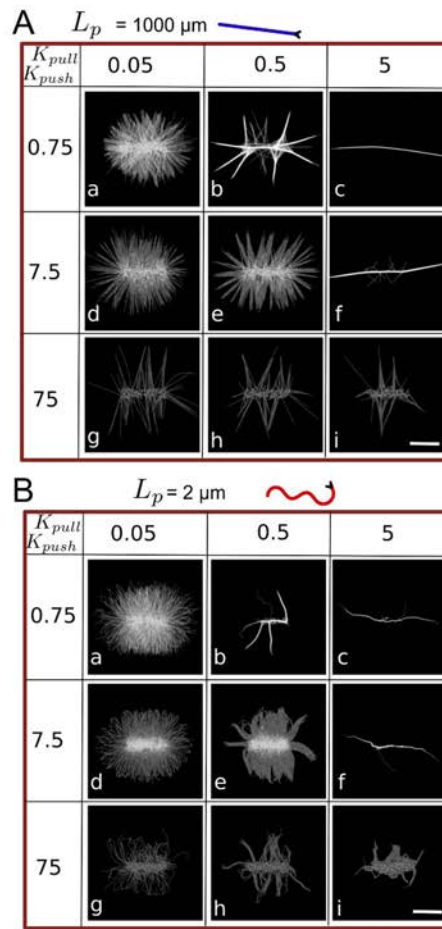 A L_p = 1000 μm
K_pull 0.05 0.5 5
K_push
0.75 a b c
7.5 d e f
75 g h i
B L_p = 2 μm
K_pull 0.05 0.5 5
K_push
0.75 a b c
7.5 d e f
75 g h i